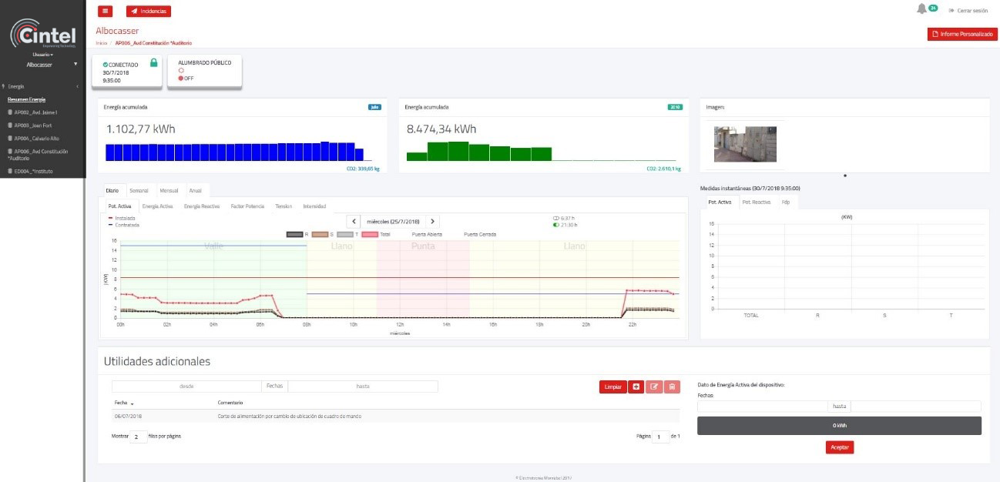 Cintel
Usuario
Albocasser
Energía
Resumen Energía
AP002_Avd. Jaime I
AP003_Joan Fort
AP004_Calvario Alto
AP006_Avd Constitución
*Auditorio
ED004_*Instituto
Incidencias
24
Cerrar sesión
Albocasser
Inicio / AP006_Avd Constitución *Auditorio
Informe Personalizado
CONECTADO
30/7/2018
9:35:00
ALUMBRADO PÚBLICO
OFF
Energía acumulada
julio
1.102,77 kWh
CO2: 339,65 kg
Energía acumulada
2018
8.474,34 kWh
CO2: 2.610,1 kg
Imagen:
Diario Semanal Mensual Anual
Pot. Activa Energía Activa Energía Reactiva Factor Potencia Tension Intensidad
Instalada
Contratada
miércoles (25/7/2018)
6:37 h
21:30 h
R S T Total Puerta Abierta Puerta Cerrada
Valle Llano Punta Llano
[KW]
16
14
12
10
8
6
4
2
0
00h 02h 04h 06h 08h 10h 12h 14h 16h 18h 20h 22h
miércoles
Medidas instantáneas (30/7/2018 9:35:00)
Pot. Activa Pot. Reactiva Fdp
(KW)
16
14
12
10
8
6
4
2
0
TOTAL R S T
Utilidades adicionales
desde Fechas hasta
Limpiar
Fecha Comentario
06/07/2018 Corte de alimentación por cambio de ubicación de cuadro de mando
Mostrar 2 filas por página
Página 1 de 1
Dato de Energía Activa del dispositivo:
Fechas:
hasta
0 kWh
Aceptar
© Electrotecnia Monrabal 2017